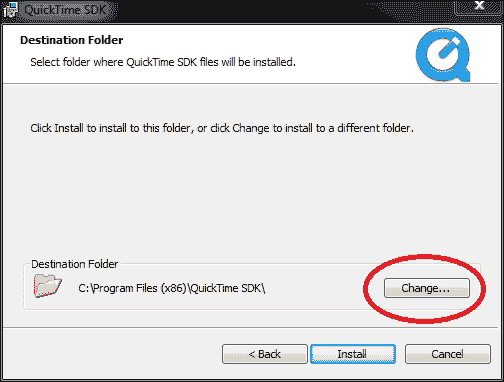 QuickTime SDK
Destination Folder
Select folder where QuickTime SDK files will be installed.
Click Install to install to this folder, or click Change to install to a different folder.
Destination Folder
C:\Program Files (x86)\QuickTime SDK\
Change...
< Back
Install
Cancel